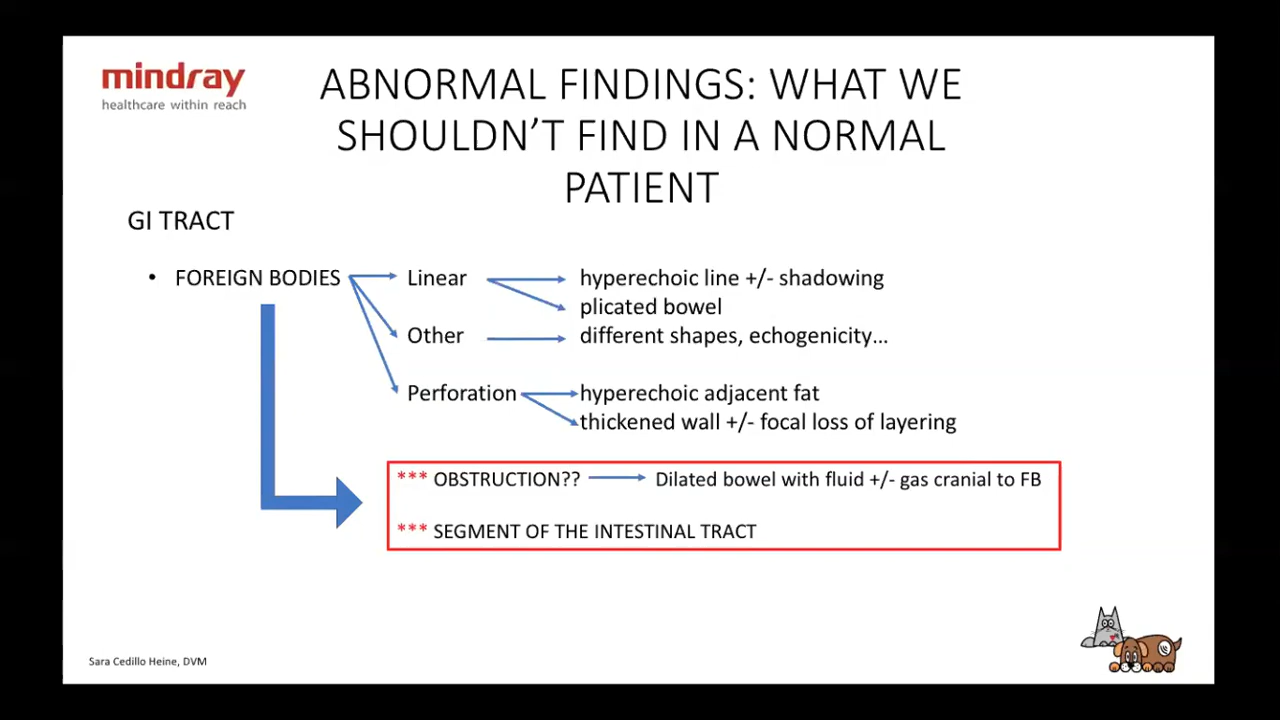 mindray
healthcare within reach
ABNORMAL FINDINGS: WHAT WE
SHOULDN’T FIND IN A NORMAL
PATIENT
GI TRACT
• FOREIGN BODIES
Linear
hyperechoic line +/- shadowing
plicated bowel
Other
different shapes, echogenicity…
Perforation
hyperechoic adjacent fat
thickened wall +/- focal loss of layering
*** OBSTRUCTION??
Dilated bowel with fluid +/- gas cranial to FB
*** SEGMENT OF THE INTESTINAL TRACT
Sara Cedillo Heine, DVM